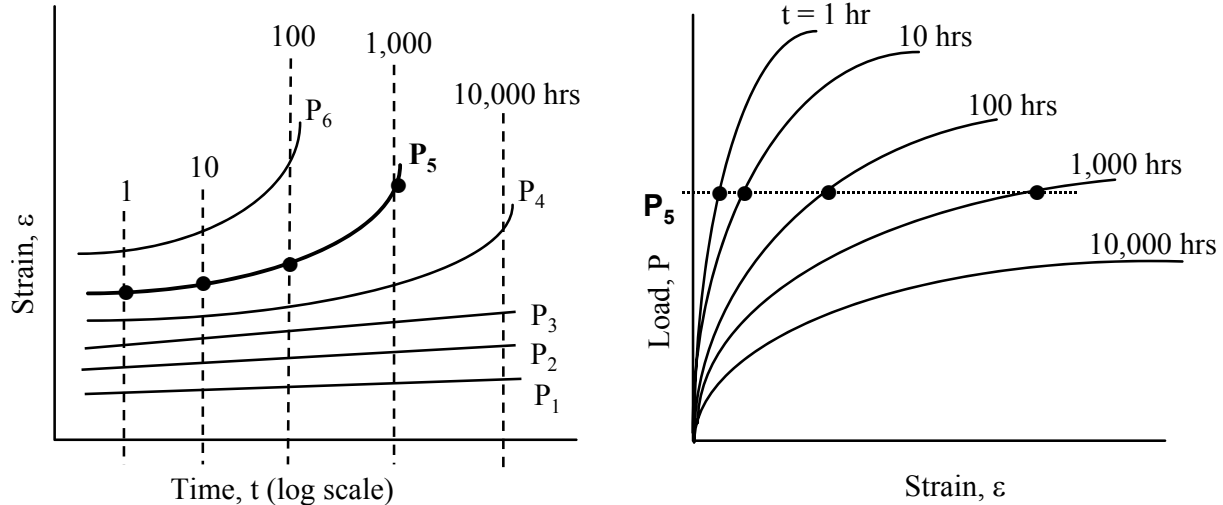 100
1,000
10,000 hrs
P₆
10
1
P₅
P₄
P₃
P₂
P₁
Strain, ε
Time, t (log scale)
t = 1 hr
10 hrs
100 hrs
1,000 hrs
P₅
10,000 hrs
Load, P
Strain, ε